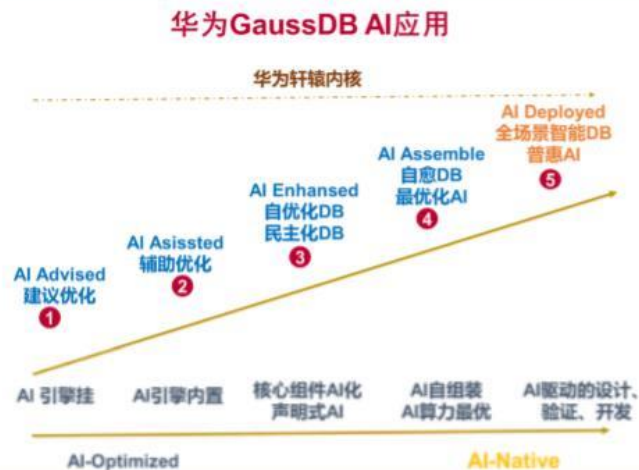 华为GaussDB AI应用
华为轩辕内核
AI Advised
建议优化
1
AI Asissted
辅助优化
2
AI Enhansed
自优化DB
民主化DB
3
AI Assemble
自愈DB
最优化AI
4
AI Deployed
全场景智能DB
普惠AI
5
AI 引擎挂
AI引擎内置
核心组件AI化
声明式AI
AI自组装
AI算力最优
AI驱动的设计、
验证、开发
AI-Optimized
AI-Native